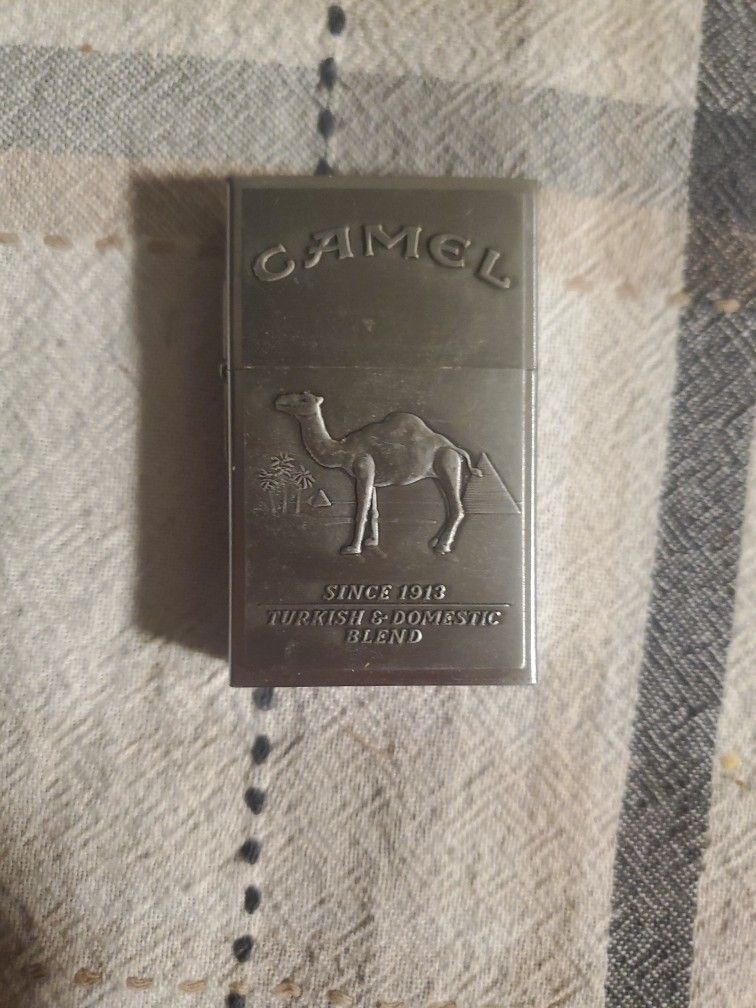 CAMEL
SINCE 1913
TURKISH & DOMESTIC
BLEND